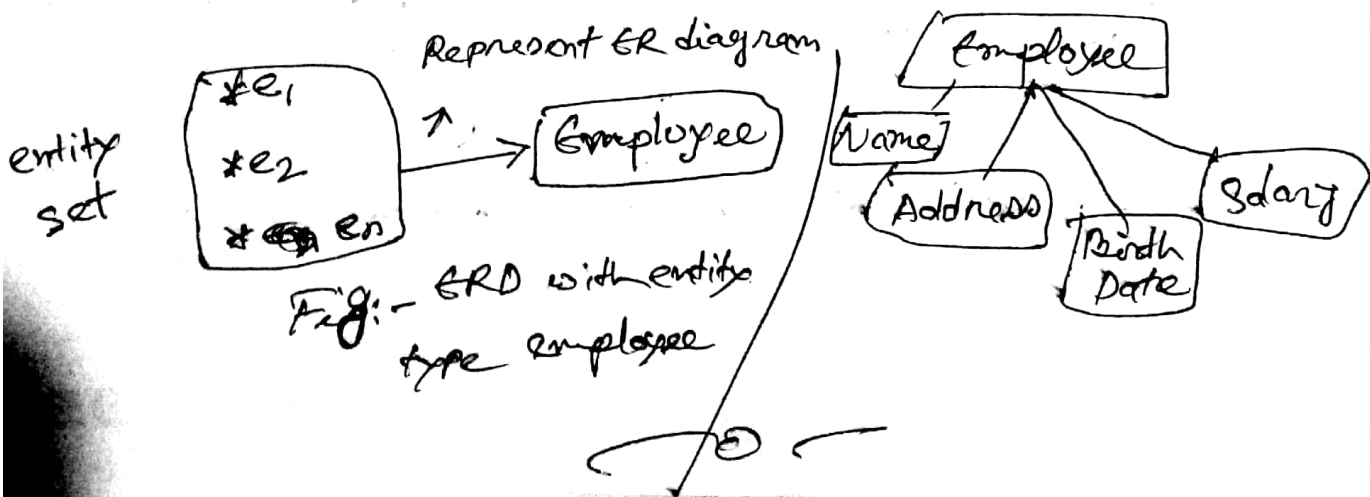 Represent ER diagram
entity
set
*e1
*e2
* en
Employee
Fig:- ERD with entity
type employee
Employee
Name
Address
Birth
Date
Salary